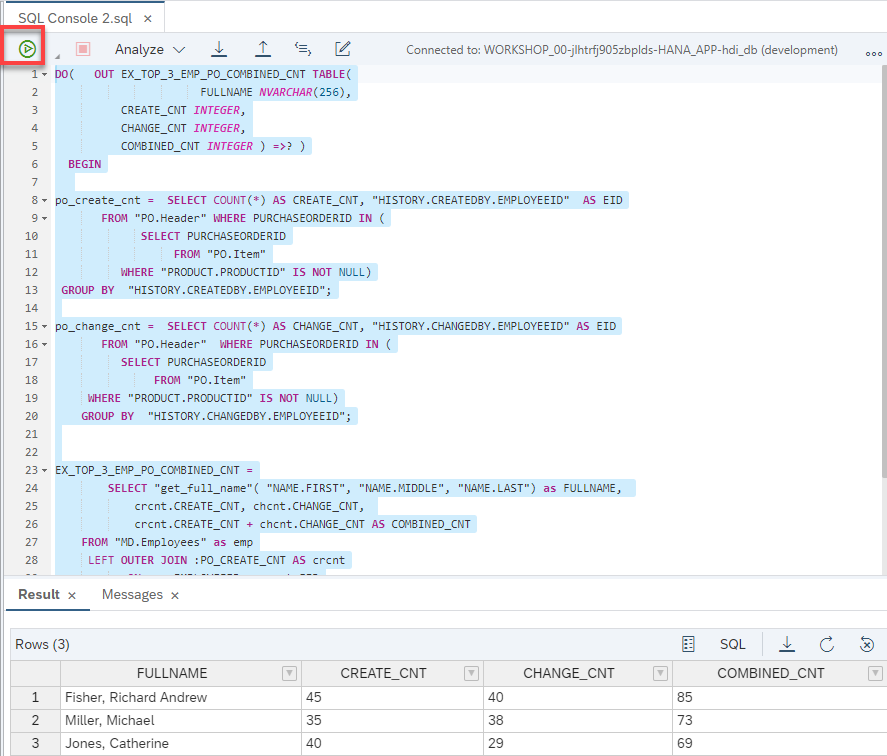 SQL Console 2.sql ×
Analyze
Connected to: WORKSHOP_00-jlhtrfj905zbplds-HANA_APP-hdi_db (development)
1 DO(   OUT EX_TOP_3_EMP_PO_COMBINED_CNT TABLE(
2 FULLNAME NVARCHAR(256),
3 CREATE_CNT INTEGER,
4 CHANGE_CNT INTEGER,
5 COMBINED_CNT INTEGER ) =>? )
6 BEGIN
7
8 po_create_cnt =  SELECT COUNT(*) AS CREATE_CNT, "HISTORY.CREATEDBY.EMPLOYEEID"  AS EID
9 FROM "PO.Header" WHERE PURCHASEORDERID IN (
10 SELECT PURCHASEORDERID
11 FROM "PO.Item"
12 WHERE "PRODUCT.PRODUCTID" IS NOT NULL)
13 GROUP BY  "HISTORY.CREATEDBY.EMPLOYEEID";
14
15 po_change_cnt =  SELECT COUNT(*) AS CHANGE_CNT, "HISTORY.CHANGEDBY.EMPLOYEEID" AS EID
16 FROM "PO.Header"  WHERE PURCHASEORDERID IN (
17 SELECT PURCHASEORDERID
18 FROM "PO.Item"
19 WHERE "PRODUCT.PRODUCTID" IS NOT NULL)
20 GROUP BY  "HISTORY.CHANGEDBY.EMPLOYEEID";
21
22
23 EX_TOP_3_EMP_PO_COMBINED_CNT =
24 SELECT "get_full_name"( "NAME.FIRST", "NAME.MIDDLE", "NAME.LAST") as FULLNAME,
25 crcnt.CREATE_CNT, chcnt.CHANGE_CNT,
26 crcnt.CREATE_CNT + chcnt.CHANGE_CNT AS COMBINED_CNT
27 FROM "MD.Employees" as emp
28 LEFT OUTER JOIN :PO_CREATE_CNT AS crcnt
Result × Messages ×
Rows (3) SQL
FULLNAME CREATE_CNT CHANGE_CNT COMBINED_CNT
1 Fisher, Richard Andrew 45 40 85
2 Miller, Michael 35 38 73
3 Jones, Catherine 40 29 69